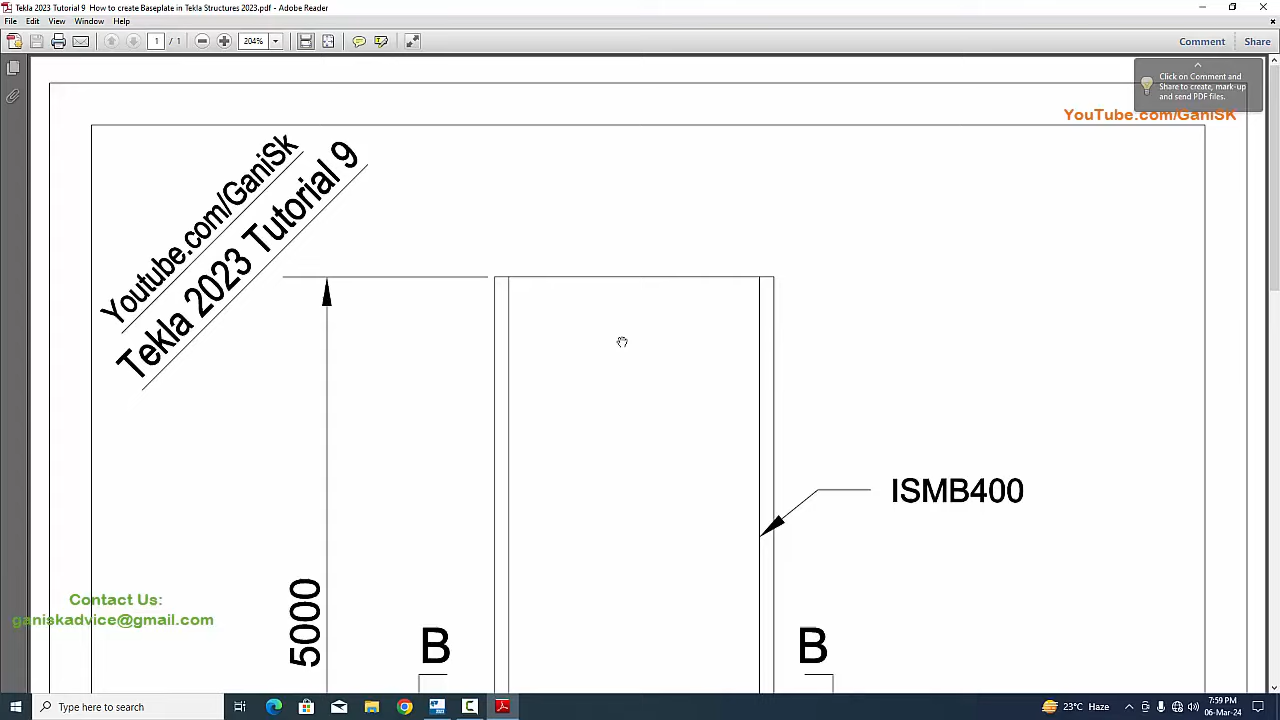 Tekla 2023 Tutorial 9 How to create Baseplate in Tekla Structures 2023.pdf - Adobe Reader
File Edit View Window Help
1 / 1 204% Comment Share
Click on Comment and
Share to create, mark-up
and send PDF files.
YouTube.com/GaniSK
Youtube.com/GaniSk
Tekla 2023 Tutorial 9
ISMB400
5000
Contact Us:
ganiskadvice@gmail.com
B B
Type here to search
23°C Haze
7:59 PM
06-Mar-24